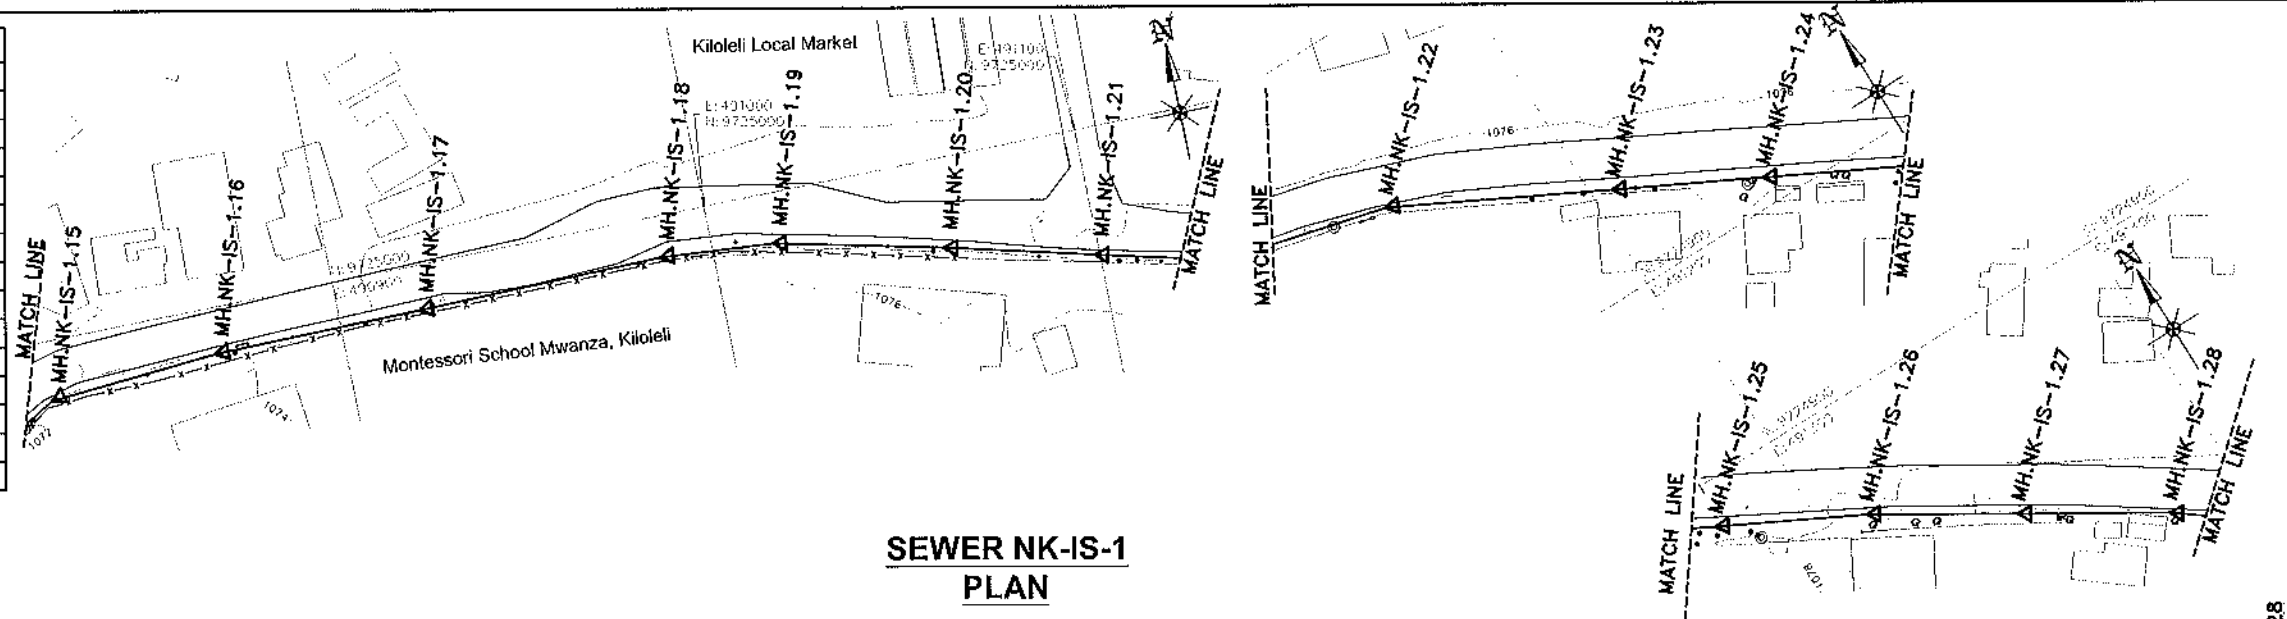 Kiloleli Local Market
E: 491100
N: 9725000
E: 491000
N: 9725000
MATCH LINE
MH.NK-IS-1.15
MH.NK-IS-1.16
MH.NK-IS-1.17
MH.NK-IS-1.18
MH.NK-IS-1.19
MH.NK-IS-1.20
MH.NK-IS-1.21
MATCH LINE
1072
1074
1076
Montessori School Mwanza, Kiloleli
MATCH LINE
MH.NK-IS-1.22
MH.NK-IS-1.23
MH.NK-IS-1.24
1076
MATCH LINE
MATCH LINE
MH.NK-IS-1.25
MH.NK-IS-1.26
MH.NK-IS-1.27
MH.NK-IS-1.28
MATCH LINE
1078
SEWER NK-IS-1
PLAN